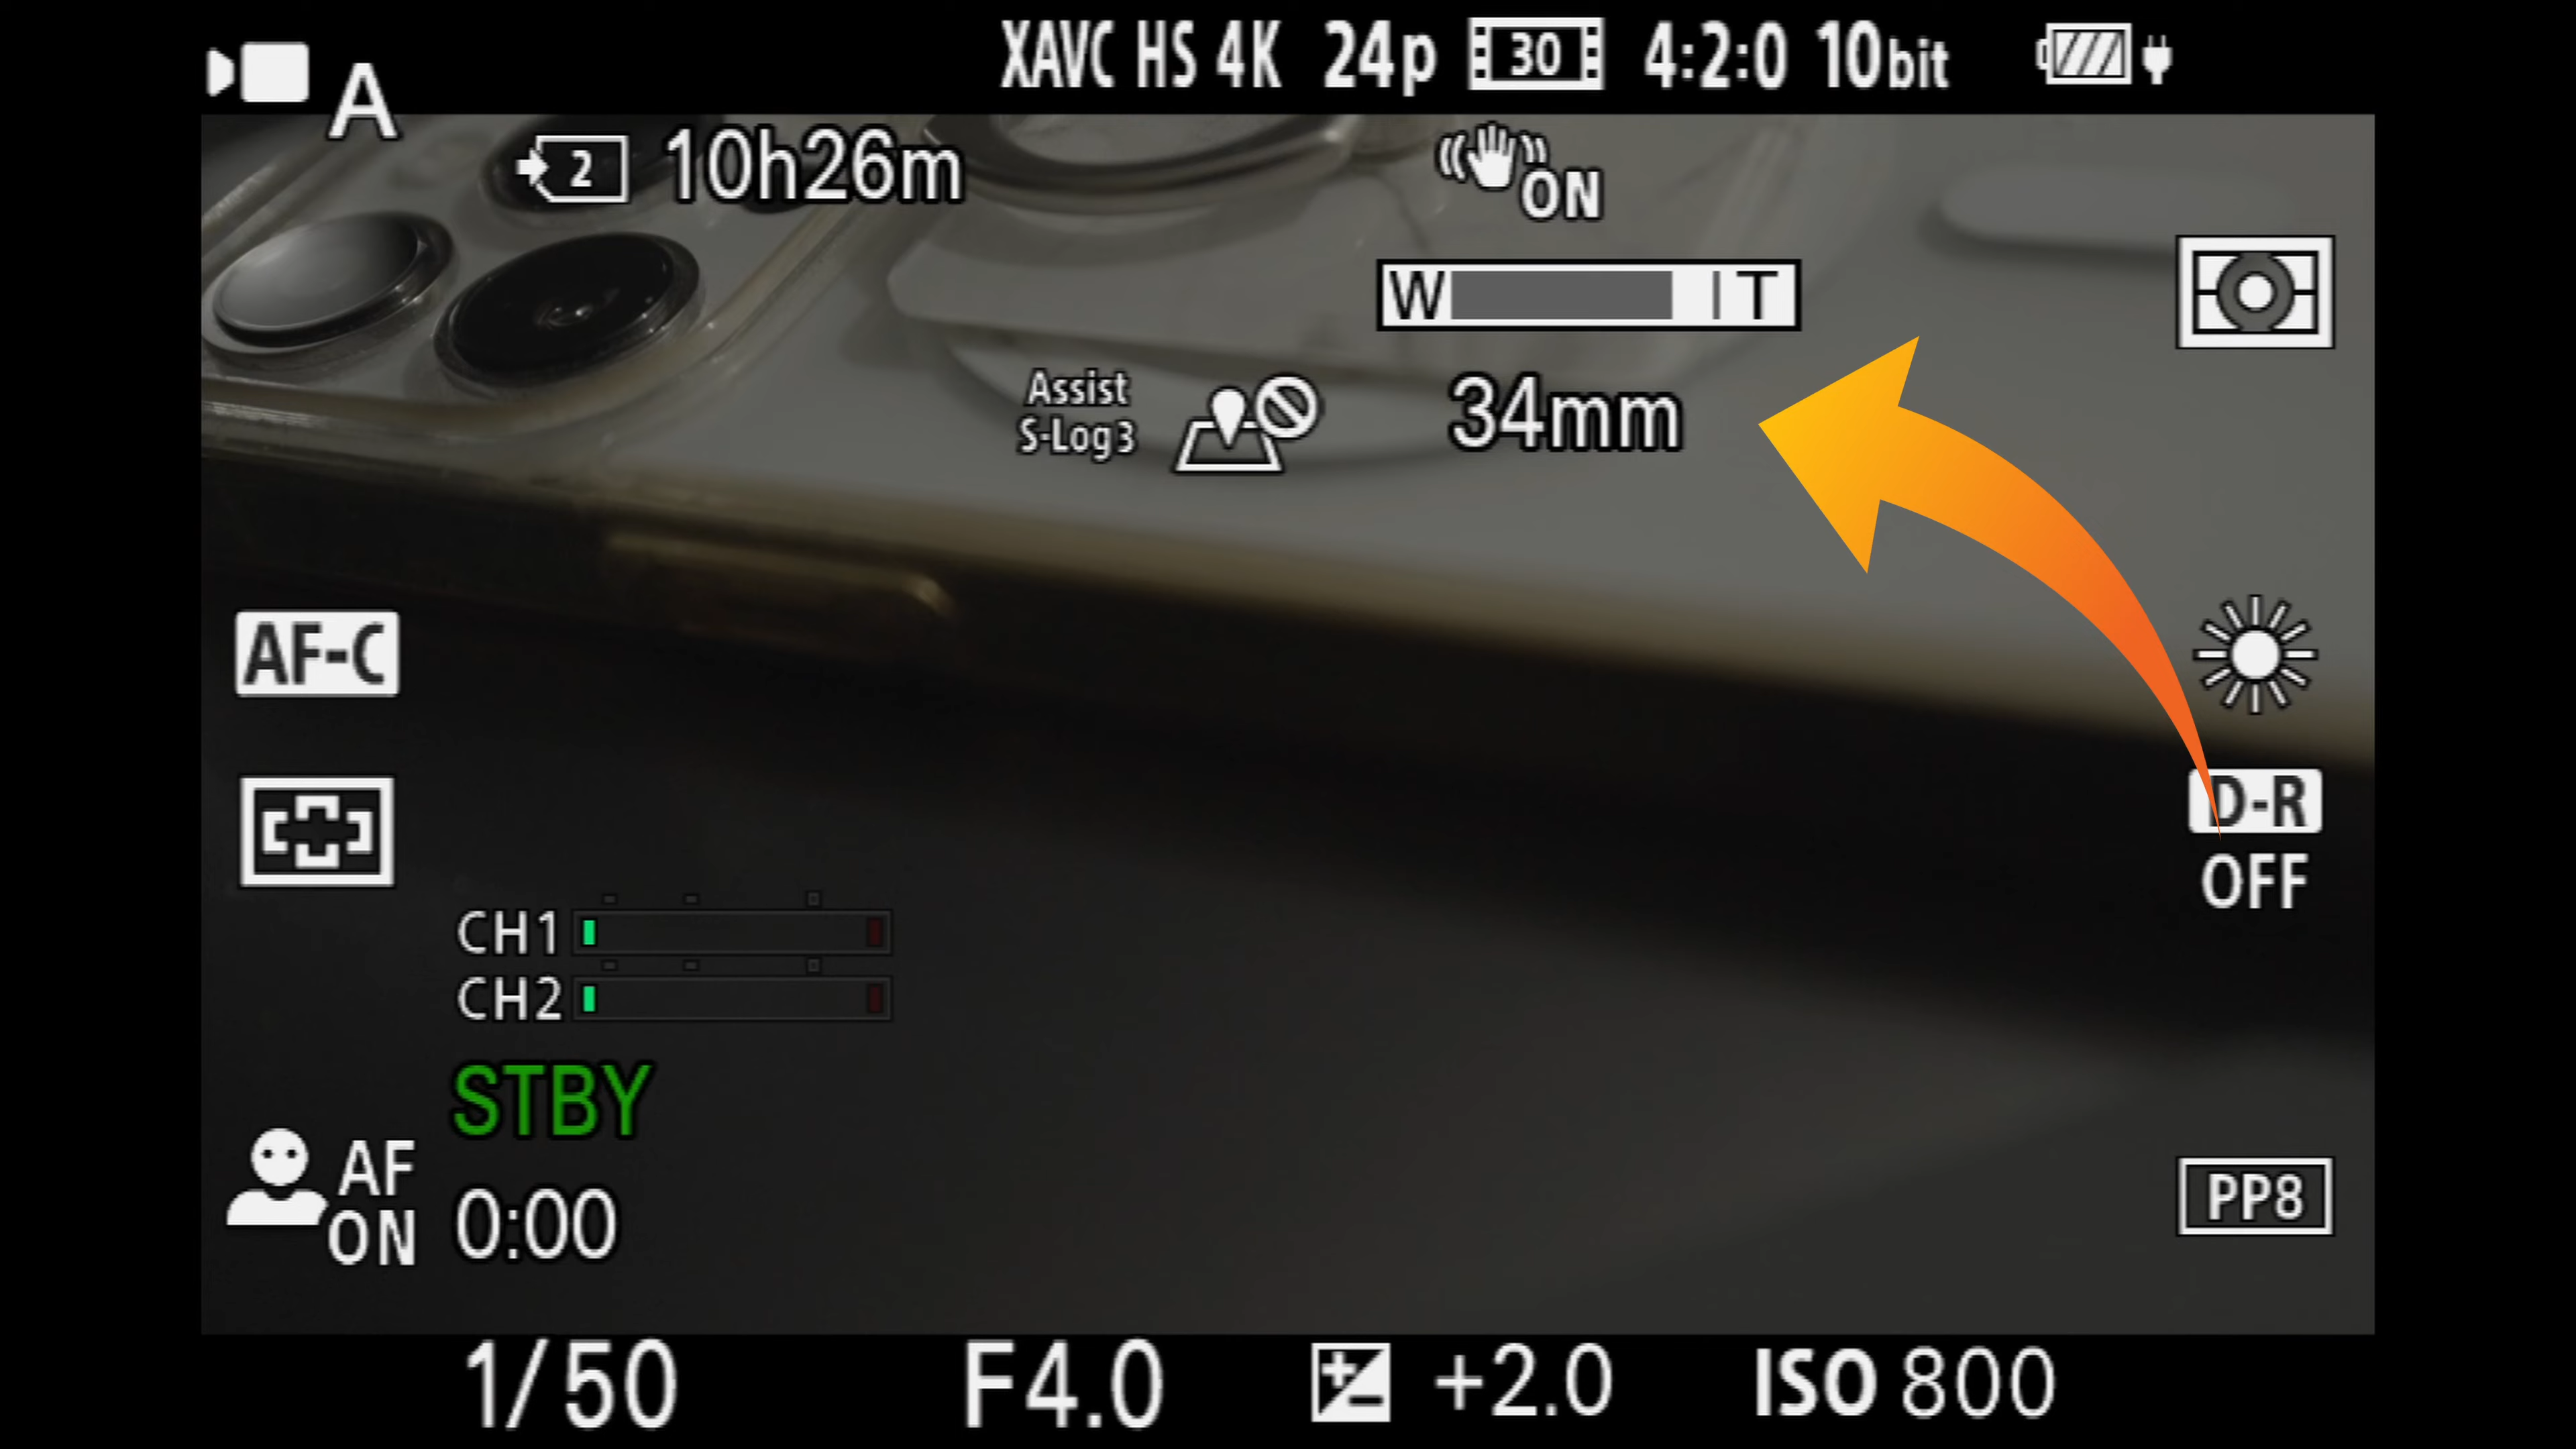 XAVC HS 4K 24p 30 4:2:0 10bit
A
2 10h26m
ON
W T
Assist
S-Log3
34mm
AF-C
D-R
OFF
CH1
CH2
STBY
AF
ON
0:00
PP8
1/50 F4.0 +2.0 ISO 800